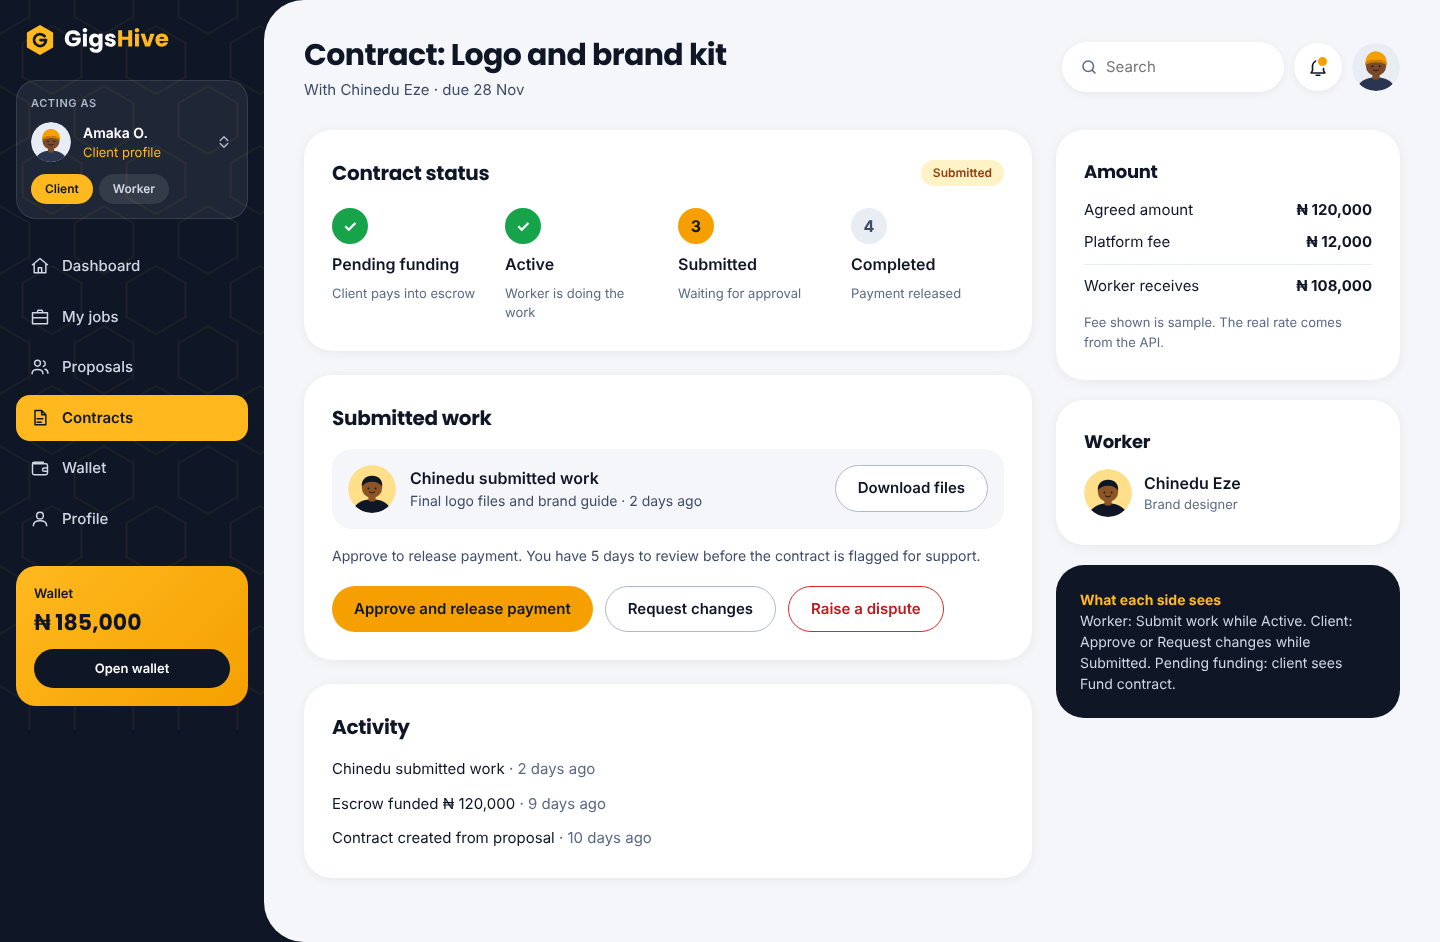 GigsHive
ACTING AS
Amaka O.
Client profile
Client
Worker
Dashboard
My jobs
Proposals
Contracts
Wallet
Profile
Wallet
₦ 185,000
Open wallet
Contract: Logo and brand kit
With Chinedu Eze · due 28 Nov
Search
Contract status
Submitted
3
4
Pending funding
Active
Submitted
Completed
Client pays into escrow
Worker is doing the
work
Waiting for approval
Payment released
Submitted work
Chinedu submitted work
Final logo files and brand guide · 2 days ago
Download files
Approve to release payment. You have 5 days to review before the contract is flagged for support.
Approve and release payment
Request changes
Raise a dispute
Activity
Chinedu submitted work · 2 days ago
Escrow funded ₦ 120,000 · 9 days ago
Contract created from proposal · 10 days ago
Amount
Agreed amount ₦ 120,000
Platform fee ₦ 12,000
Worker receives ₦ 108,000
Fee shown is sample. The real rate comes
from the API.
Worker
Chinedu Eze
Brand designer
What each side sees
Worker: Submit work while Active. Client:
Approve or Request changes while
Submitted. Pending funding: client sees
Fund contract.